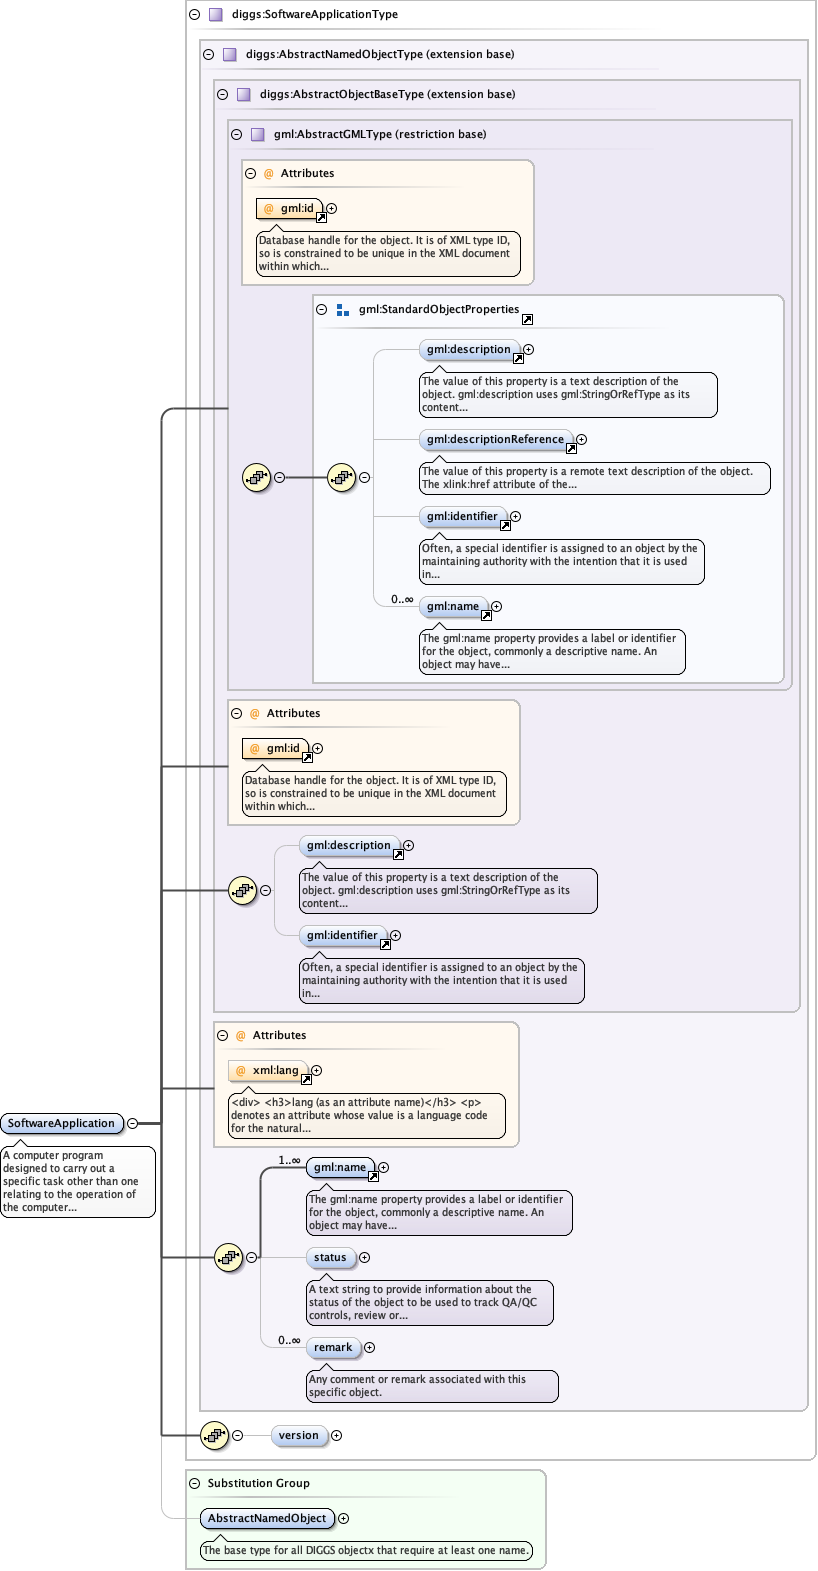 diggs:SoftwareApplicationType
diggs:AbstractNamedObjectType (extension base)
diggs:AbstractObjectBaseType (extension base)
gml:AbstractGMLType (restriction base)
@ Attributes
@ gml:id
Database handle for the object. It is of XML type ID,
so is constrained to be unique in the XML document
within which...
gml:StandardObjectProperties
gml:description
The value of this property is a text description of the
object. gml:description uses gml:StringOrRefType as its
content...
gml:descriptionReference
The value of this property is a remote text description of the object.
The xlink:href attribute of the...
gml:identifier
Often, a special identifier is assigned to an object by the
maintaining authority with the intention that it is used
in...
0..∞
gml:name
The gml:name property provides a label or identifier
for the object, commonly a descriptive name. An
object may have...
@ Attributes
@ gml:id
Database handle for the object. It is of XML type ID,
so is constrained to be unique in the XML document
within which...
gml:description
The value of this property is a text description of the
object. gml:description uses gml:StringOrRefType as its
content...
gml:identifier
Often, a special identifier is assigned to an object by the
maintaining authority with the intention that it is used
in...
@ Attributes
@ xml:lang
<div> <h3>lang (as an attribute name)</h3> <p>
denotes an attribute whose value is a language code
for the natural...
SoftwareApplication
A computer program
designed to carry out a
specific task other than one
relating to the operation of
the computer...
1..∞
gml:name
The gml:name property provides a label or identifier
for the object, commonly a descriptive name. An
object may have...
status
A text string to provide information about the
status of the object to be used to track QA/QC
controls, review or...
0..∞
remark
Any comment or remark associated with this
specific object.
version
Substitution Group
AbstractNamedObject
The base type for all DIGGS objectx that require at least one name.